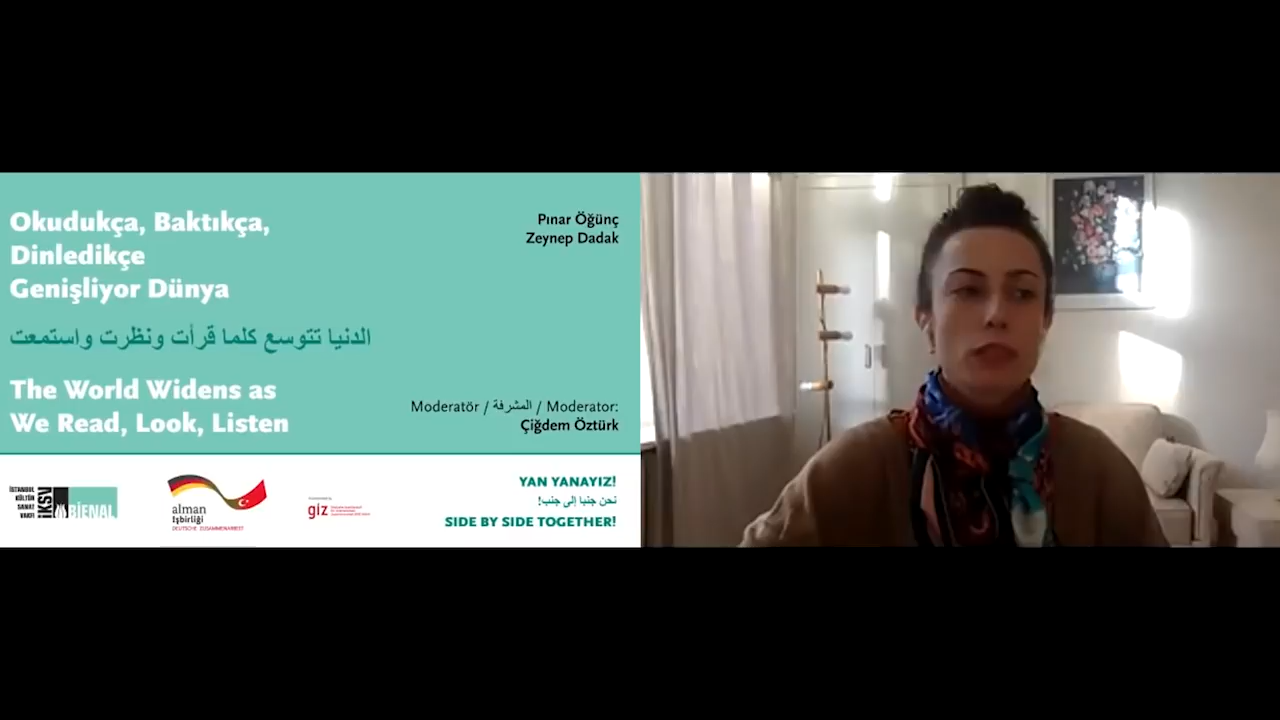 Okudukça, Baktıkça,
Dinledikçe
Genişliyor Dünya
الدنيا تتوسع كلما قرأت ونظرت واستمعت
The World Widens as
We Read, Look, Listen
Pınar Öğünç
Zeynep Dadak
Moderatör / المشرفة / Moderator:
Çiğdem Öztürk
İSTANBUL
KÜLTÜR
SANAT
VAKFI
İKSV
BİENAL
alman
işbirliği
DEUTSCHE ZUSAMMENARBEIT
giz
YAN YANAYIZ!
نحن جنبا إلى جنب!
SIDE BY SIDE TOGETHER!